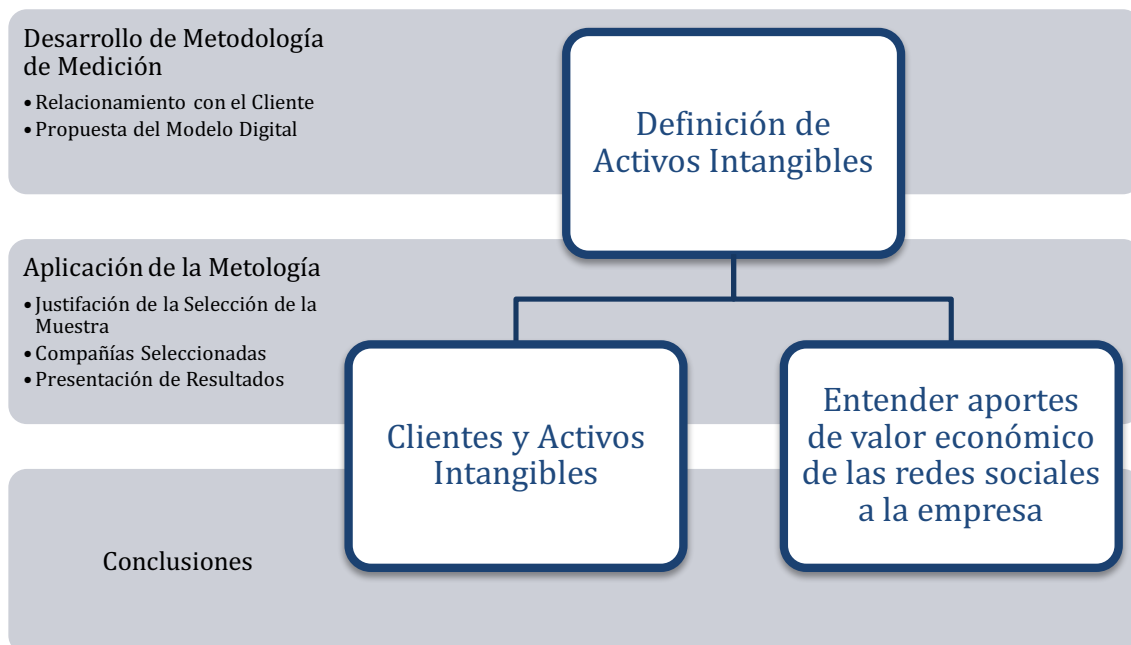 Desarrollo de Metodología
de Medición
• Relacionamiento con el Cliente
• Propuesta del Modelo Digital
Definición de
Activos Intangibles
Aplicación de la Metología
• Justifación de la Selección de la
Muestra
• Compañías Seleccionadas
• Presentación de Resultados
Clientes y Activos
Intangibles
Entender aportes
de valor económico
de las redes sociales
a la empresa
Conclusiones